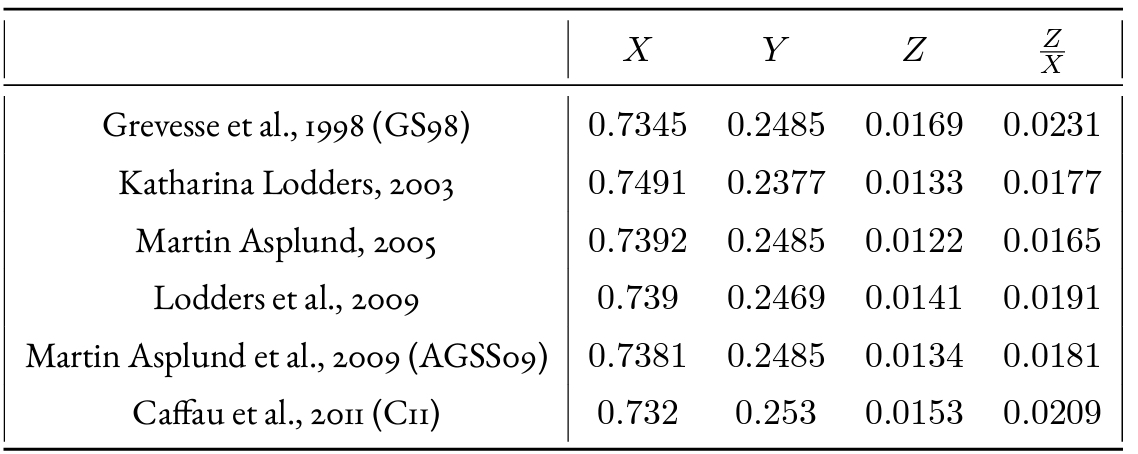 X Y Z Z/X
Grevesse et al., 1998 (GS98) 0.7345 0.2485 0.0169 0.0231
Katharina Lodders, 2003 0.7491 0.2377 0.0133 0.0177
Martin Asplund, 2005 0.7392 0.2485 0.0122 0.0165
Lodders et al., 2009 0.739 0.2469 0.0141 0.0191
Martin Asplund et al., 2009 (AGSS09) 0.7381 0.2485 0.0134 0.0181
Caffau et al., 2011 (C11) 0.732 0.253 0.0153 0.0209